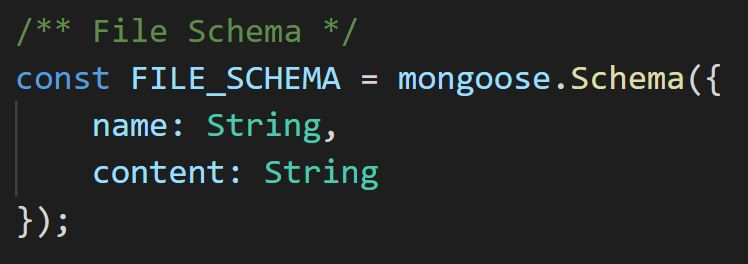 /** File Schema */
const FILE_SCHEMA = mongoose.Schema({
    name: String,
    content: String
});